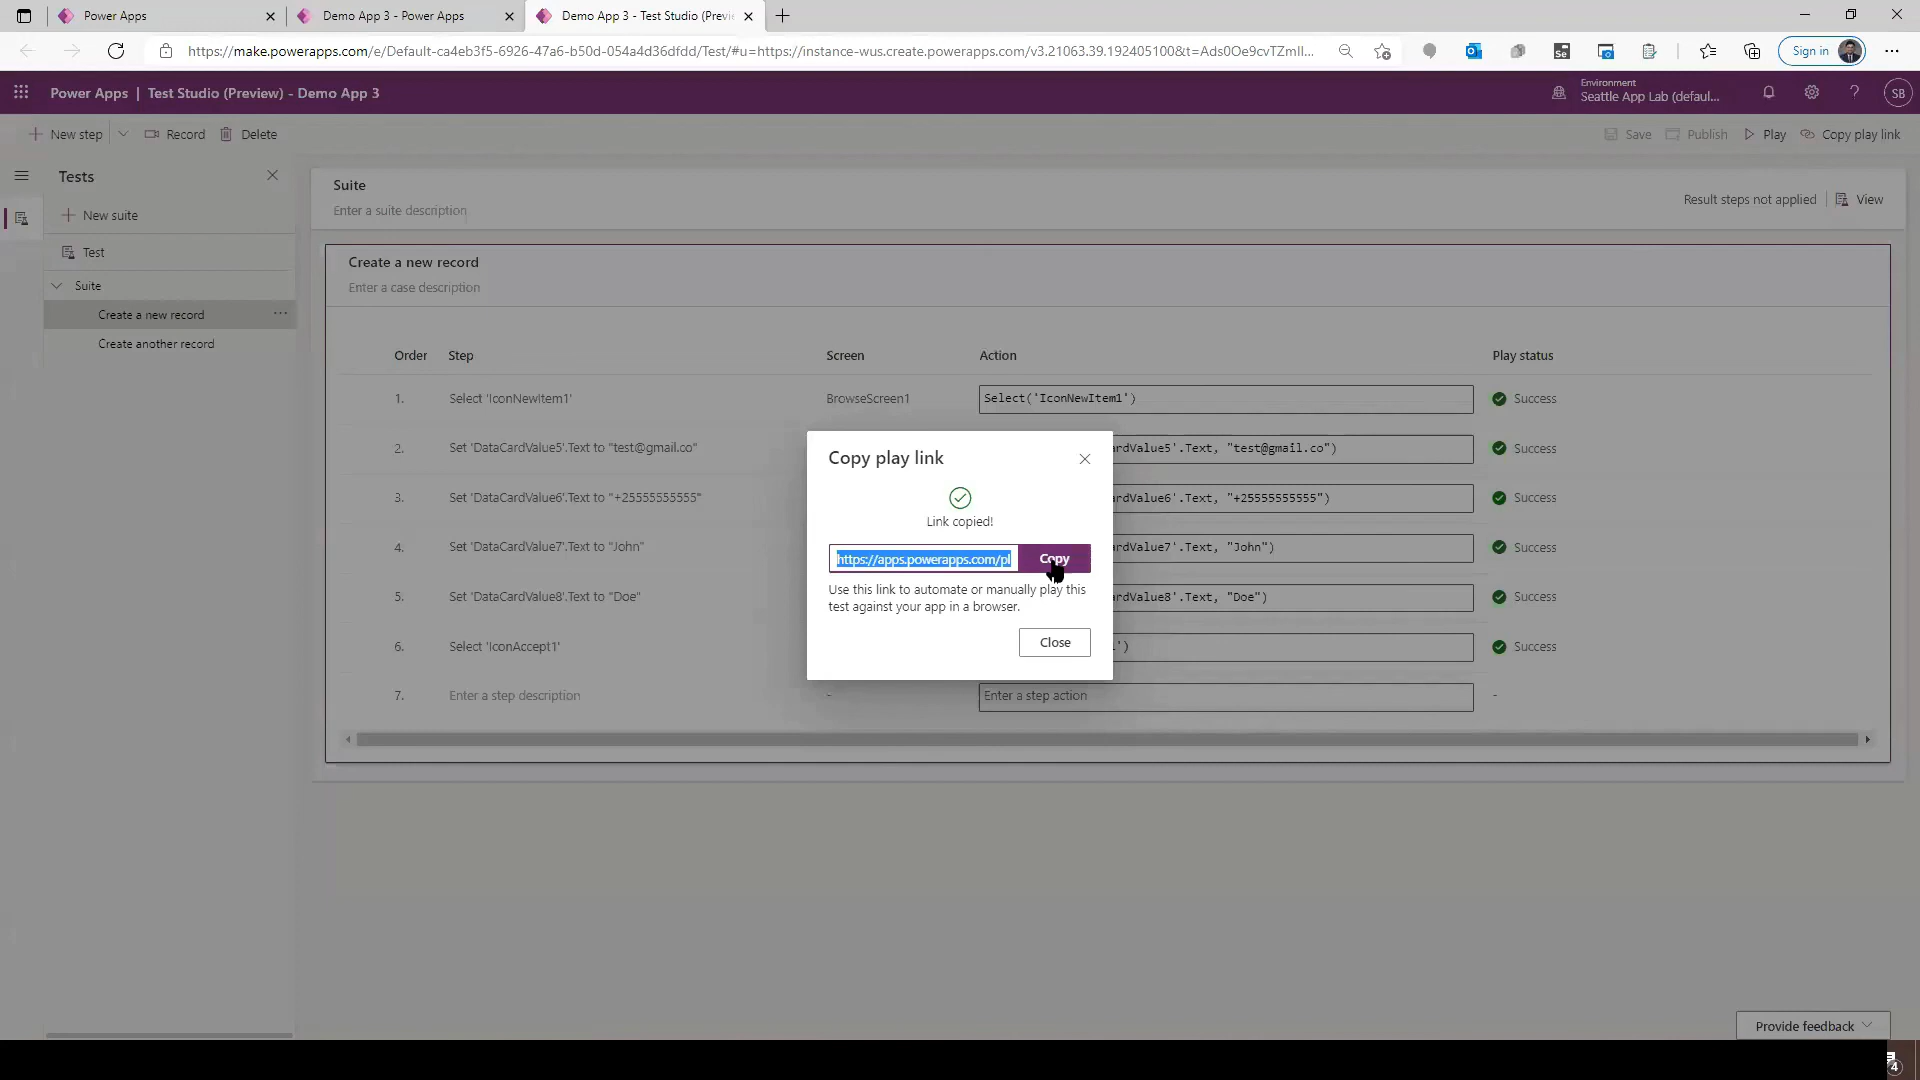 Power Apps
Demo App 3 - Power Apps
Demo App 3 - Test Studio (Previe
https://make.powerapps.com/e/Default-ca4eb3f5-6926-47a6-b50d-054a4d36dfdd/Test/#u=https://instance-wus.create.powerapps.com/v3.21063.39.192405100&t=Ads0Oe9cvTZmlI...
Sign in
Power Apps | Test Studio (Preview) - Demo App 3
Environment
Seattle App Lab (defaul...
SB
New step
Record
Delete
Save
Publish
Play
Copy play link
Tests
New suite
Test
Suite
Create a new record
Create another record
Suite
Enter a suite description
Result steps not applied
View
Create a new record
Enter a case description
Order Step Screen Action Play status
1. Select 'IconNewItem1' BrowseScreen1 Select('IconNewItem1') Success
2. Set 'DataCardValue5'.Text to "test@gmail.co" ardValue5'.Text, "test@gmail.co") Success
3. Set 'DataCardValue6'.Text to "+25555555555" ardValue6'.Text, "+25555555555") Success
4. Set 'DataCardValue7'.Text to "John" ardValue7'.Text, "John") Success
5. Set 'DataCardValue8'.Text to "Doe" ardValue8'.Text, "Doe") Success
6. Select 'IconAccept1' ') Success
7. Enter a step description - Enter a step action -
Copy play link
Link copied!
https://apps.powerapps.com/pl
Copy
Use this link to automate or manually play this
test against your app in a browser.
Close
Provide feedback
4